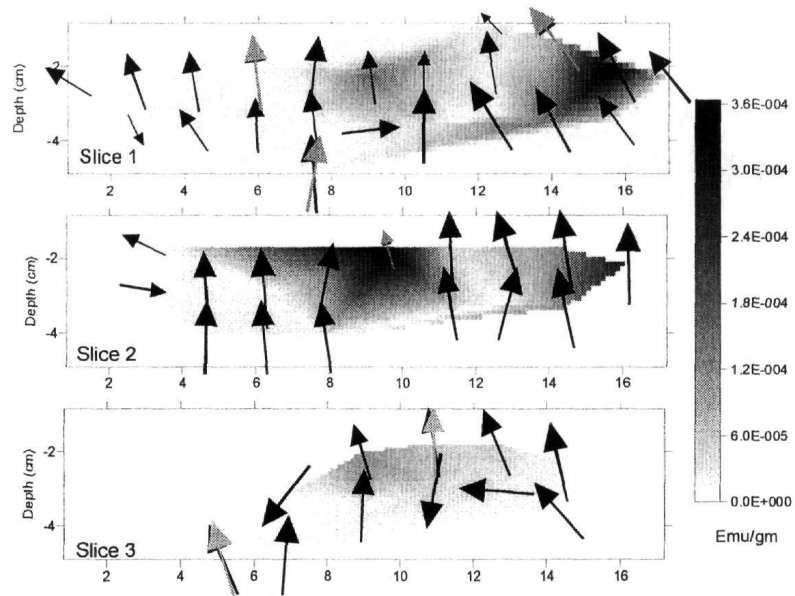 Depth (cm)
-2
-4
Slice 1
2 4 6 8 10 12 14 16
Depth (cm)
-2
-4
Slice 2
2 4 6 8 10 12 14 16
Depth (cm)
-2
-4
Slice 3
2 4 6 8 10 12 14 16
3.6E-004
3.0E-004
2.4E-004
1.8E-004
1.2E-004
6.0E-005
0.0E+000
Emu/gm